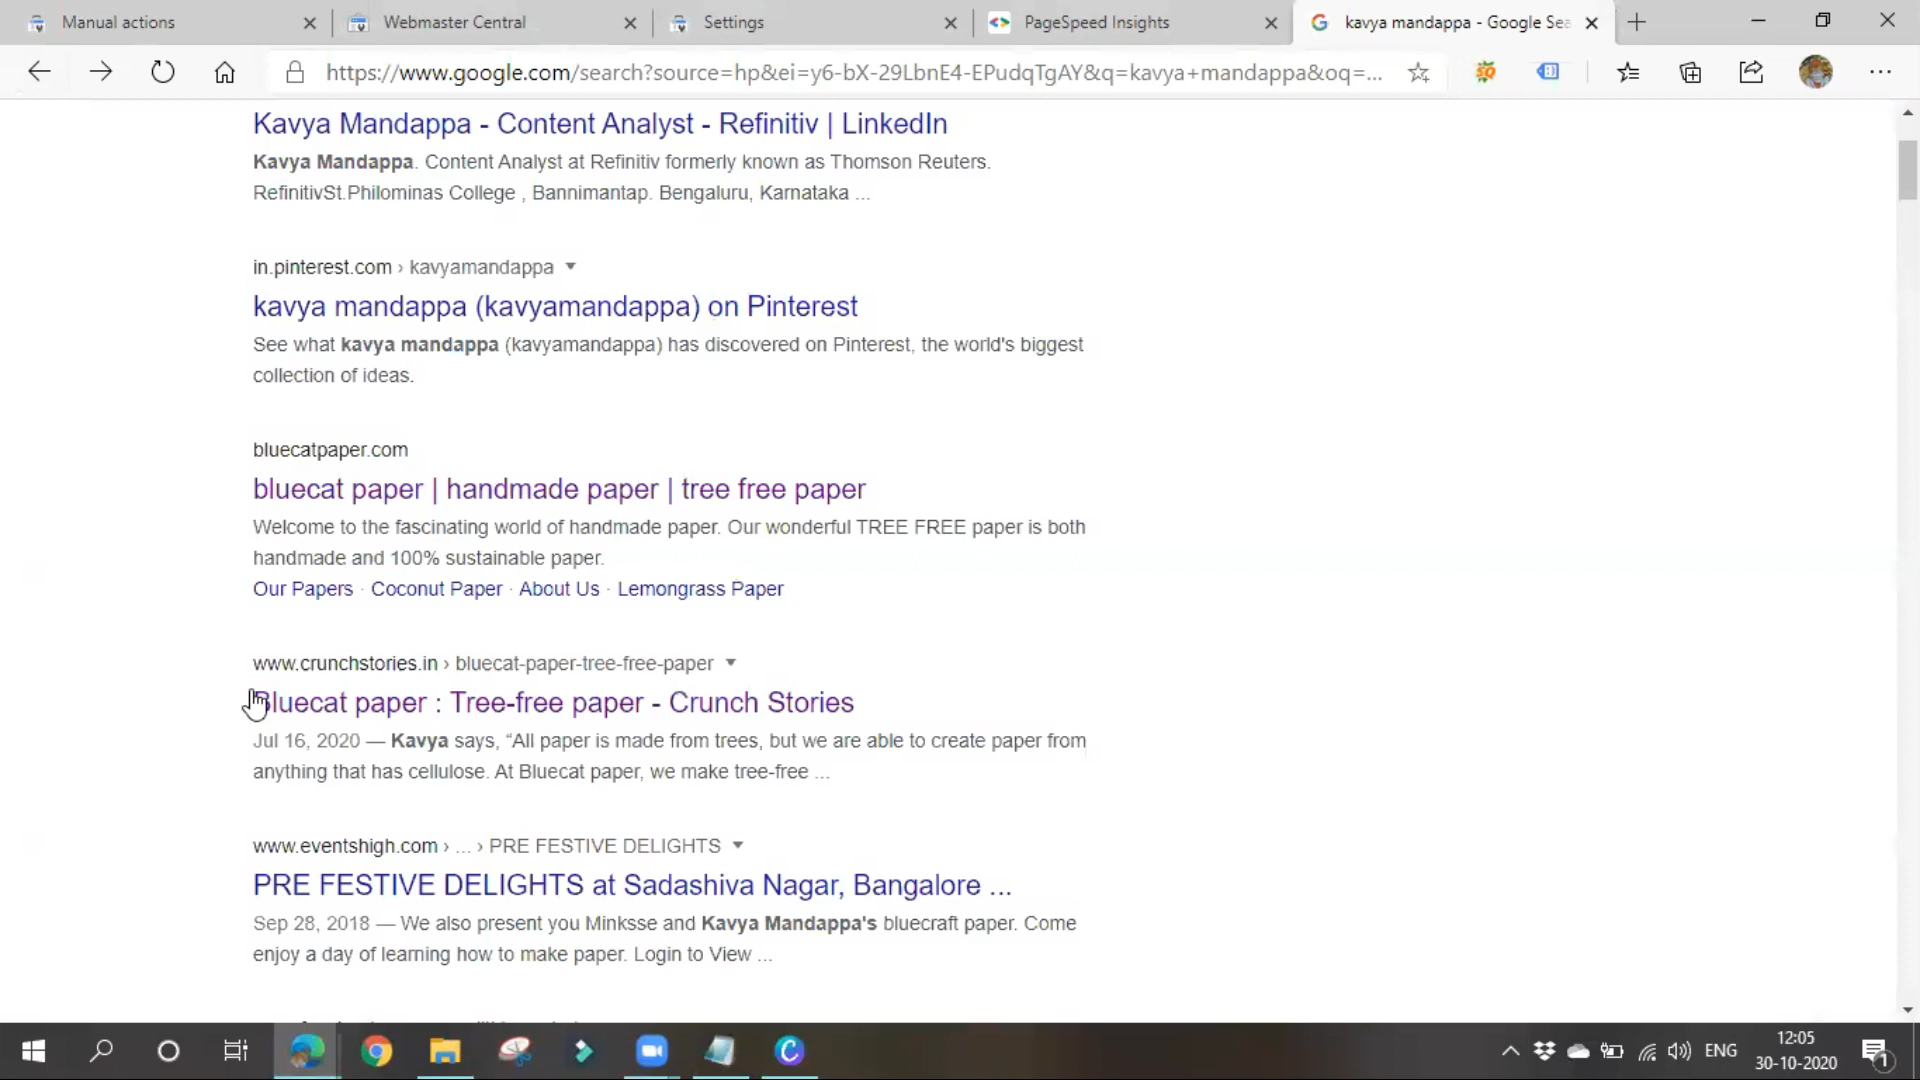 Manual actions
Webmaster Central
Settings
PageSpeed Insights
kavya mandappa - Google Sea
https://www.google.com/search?source=hp&ei=y6-bX-29LbnE4-EPudqTgAY&q=kavya+mandappa&oq=...
Kavya Mandappa - Content Analyst - Refinitiv | LinkedIn
Kavya Mandappa. Content Analyst at Refinitiv formerly known as Thomson Reuters.
RefinitivSt.Philominas College , Bannimantap. Bengaluru, Karnataka ...
in.pinterest.com › kavyamandappa
kavya mandappa (kavyamandappa) on Pinterest
See what kavya mandappa (kavyamandappa) has discovered on Pinterest, the world's biggest
collection of ideas.
bluecatpaper.com
bluecat paper | handmade paper | tree free paper
Welcome to the fascinating world of handmade paper. Our wonderful TREE FREE paper is both
handmade and 100% sustainable paper.
Our Papers · Coconut Paper · About Us · Lemongrass Paper
www.crunchstories.in › bluecat-paper-tree-free-paper
Bluecat paper : Tree-free paper - Crunch Stories
Jul 16, 2020 — Kavya says, “All paper is made from trees, but we are able to create paper from
anything that has cellulose. At Bluecat paper, we make tree-free ...
www.eventshigh.com › ... › PRE FESTIVE DELIGHTS
PRE FESTIVE DELIGHTS at Sadashiva Nagar, Bangalore ...
Sep 28, 2018 — We also present you Minksse and Kavya Mandappa's bluecraft paper. Come
enjoy a day of learning how to make paper. Login to View ...
ENG
12:05
30-10-2020
1